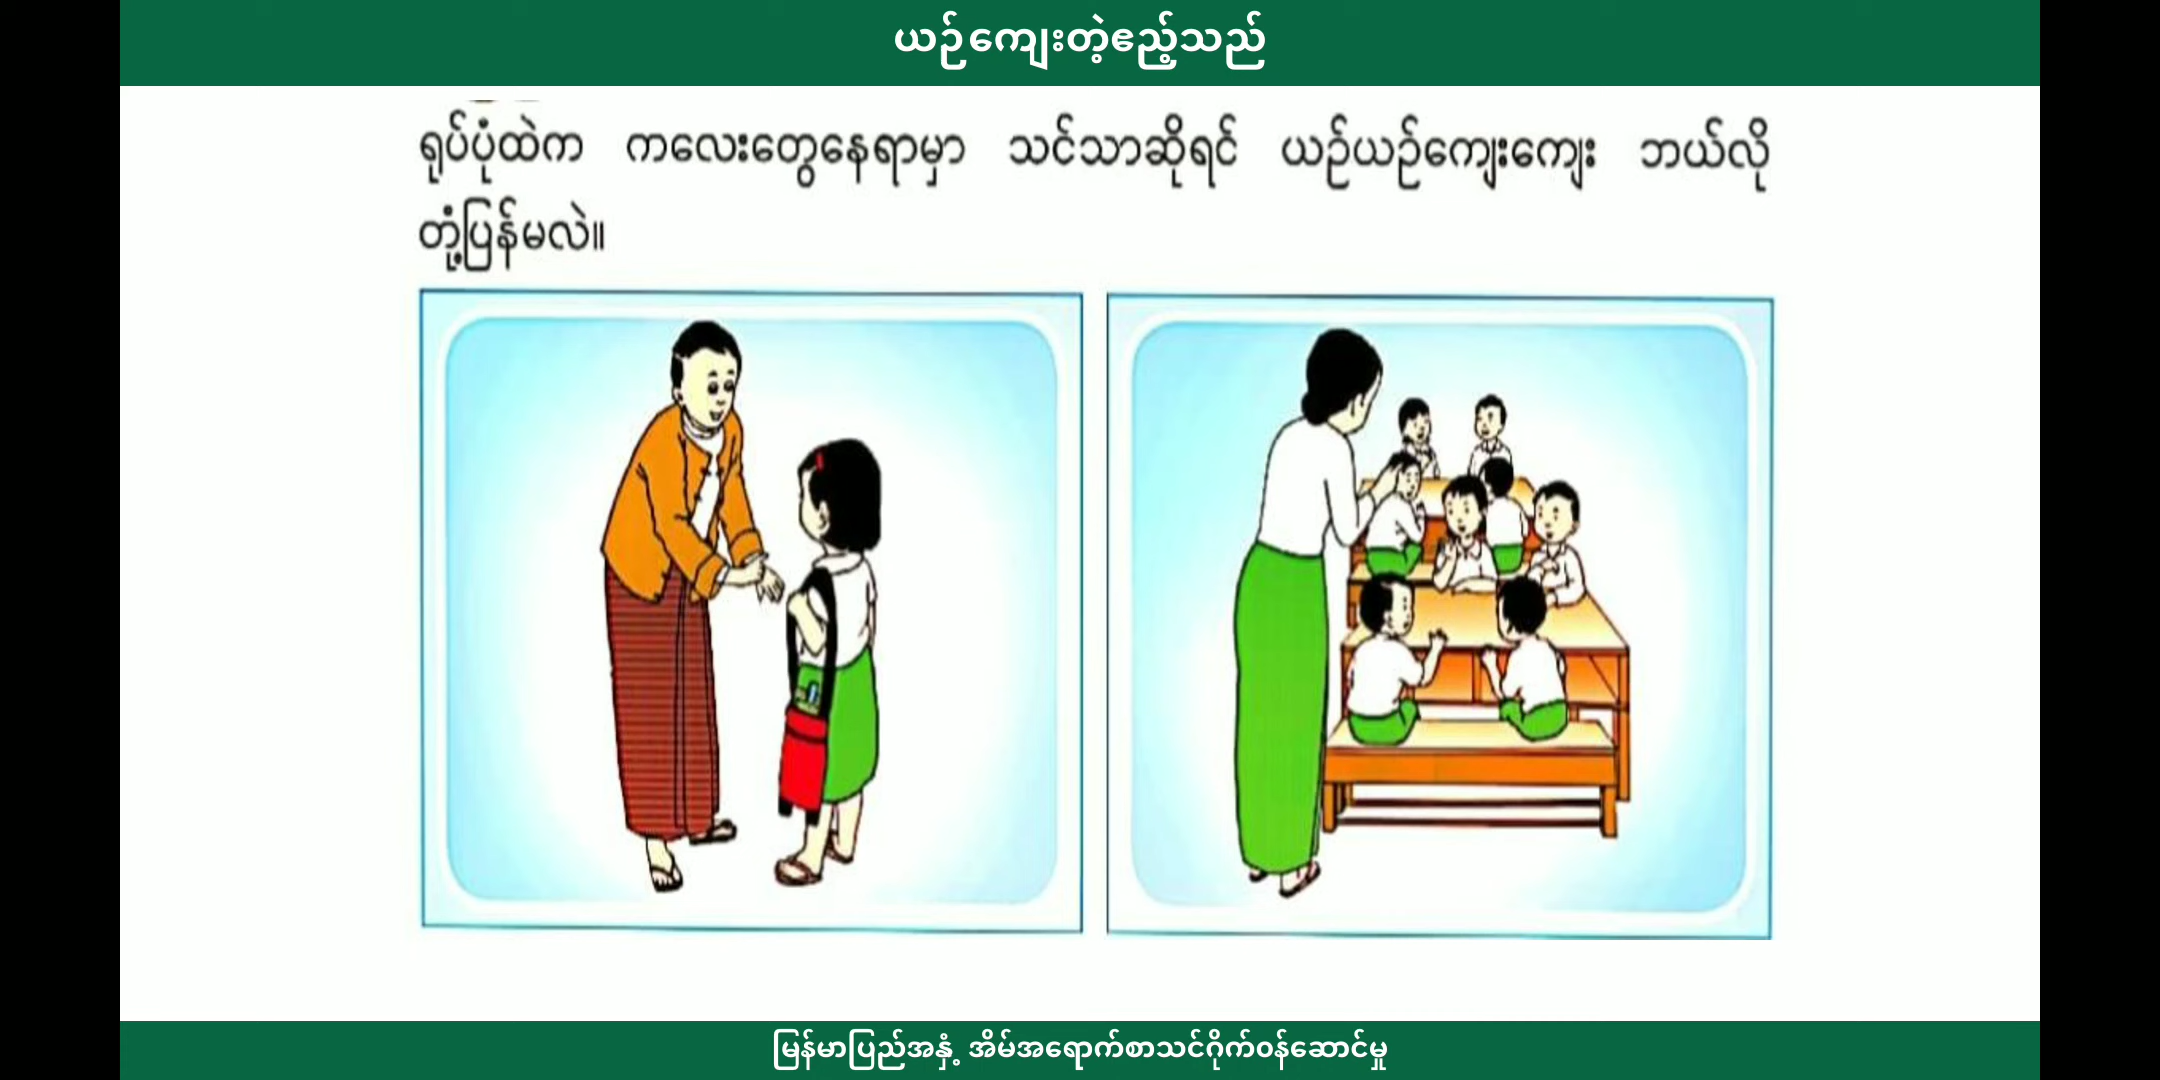 ယဉ်ကျေးတဲ့ဧည့်သည်
ရုပ်ပုံထဲက ကလေးတွေနေရာမှာ သင်သာဆိုရင် ယဉ်ယဉ်ကျေးကျေး ဘယ်လို
တုံ့ပြန်မလဲ။
မြန်မာပြည်အနှံ့ အိမ်အရောက်စာသင်ဂိုက်ဝန်ဆောင်မှု